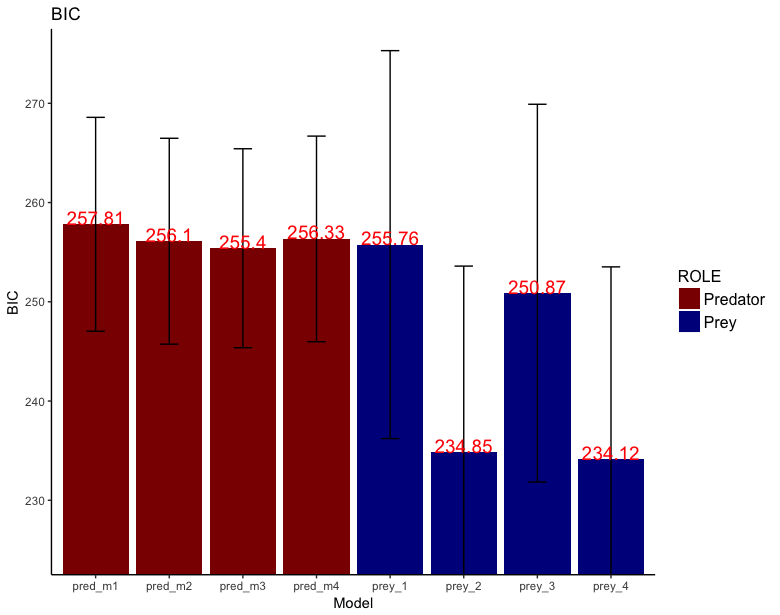 BIC
BIC
270
260
250
240
230
257.81
256.1
255.4
256.33
255.76
234.85
250.87
234.12
pred_m1 pred_m2 pred_m3 pred_m4 prey_1 prey_2 prey_3 prey_4
Model
ROLE
Predator
Prey